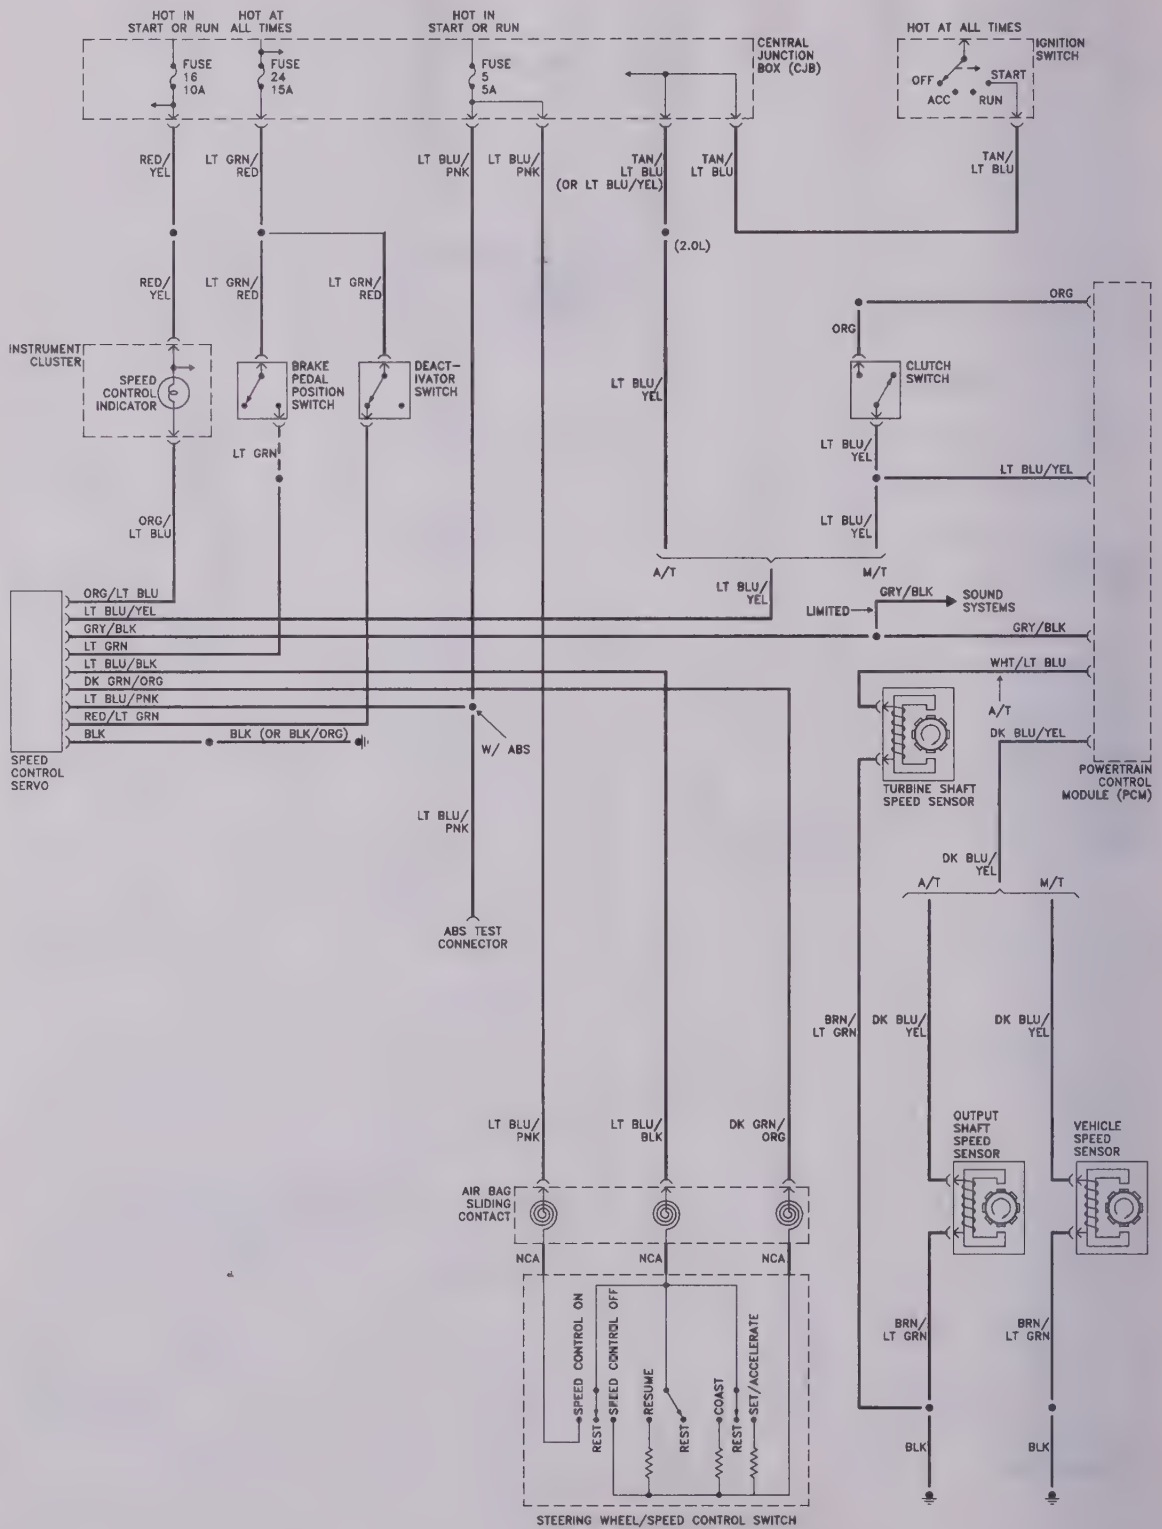 HOT IN
START OR RUN
HOT AT
ALL TIMES
HOT IN
START OR RUN
HOT AT ALL TIMES
FUSE
16
10A
FUSE
24
15A
FUSE
5
5A
CENTRAL
JUNCTION
BOX (CJB)
IGNITION
SWITCH
OFF
START
ACC
RUN
RED/
YEL
LT GRN/
RED
LT BLU/
PNK
LT BLU/
PNK
TAN/
LT BLU
(OR LT BLU/YEL)
TAN/
LT BLU
TAN/
LT BLU
(2.0L)
RED/
YEL
LT GRN/
RED
LT GRN/
RED
ORG
ORG
INSTRUMENT
CLUSTER
SPEED
CONTROL
INDICATOR
BRAKE
PEDAL
POSITION
SWITCH
DEACT-
IVATOR
SWITCH
LT BLU/
YEL
CLUTCH
SWITCH
LT GRN
LT BLU/
YEL
LT BLU/YEL
ORG/
LT BLU
LT BLU/
YEL
A/T
M/T
LT BLU/
YEL
GRY/BLK
SOUND
SYSTEMS
LIMITED
ORG/LT BLU
LT BLU/YEL
GRY/BLK
GRY/BLK
LT GRN
LT BLU/BLK
WHT/LT BLU
DK GRN/ORG
LT BLU/PNK
A/T
RED/LT GRN
BLK
BLK (OR BLK/ORG)
W/ ABS
DK BLU/YEL
SPEED
CONTROL
SERVO
TURBINE SHAFT
SPEED SENSOR
POWERTRAIN
CONTROL
MODULE (PCM)
LT BLU/
PNK
DK BLU/
YEL
A/T
M/T
ABS TEST
CONNECTOR
BRN/
LT GRN
DK BLU/
YEL
DK BLU/
YEL
LT BLU/
PNK
LT BLU/
BLK
DK GRN/
ORG
OUTPUT
SHAFT
SPEED
SENSOR
VEHICLE
SPEED
SENSOR
AIR BAG
SLIDING
CONTACT
NCA
NCA
NCA
SPEED CONTROL ON
REST
SPEED CONTROL OFF
RESUME
REST
COAST
REST
SET/ACCELERATE
BRN/
LT GRN
BRN/
LT GRN
BLK
BLK
STEERING WHEEL/SPEED CONTROL SWITCH